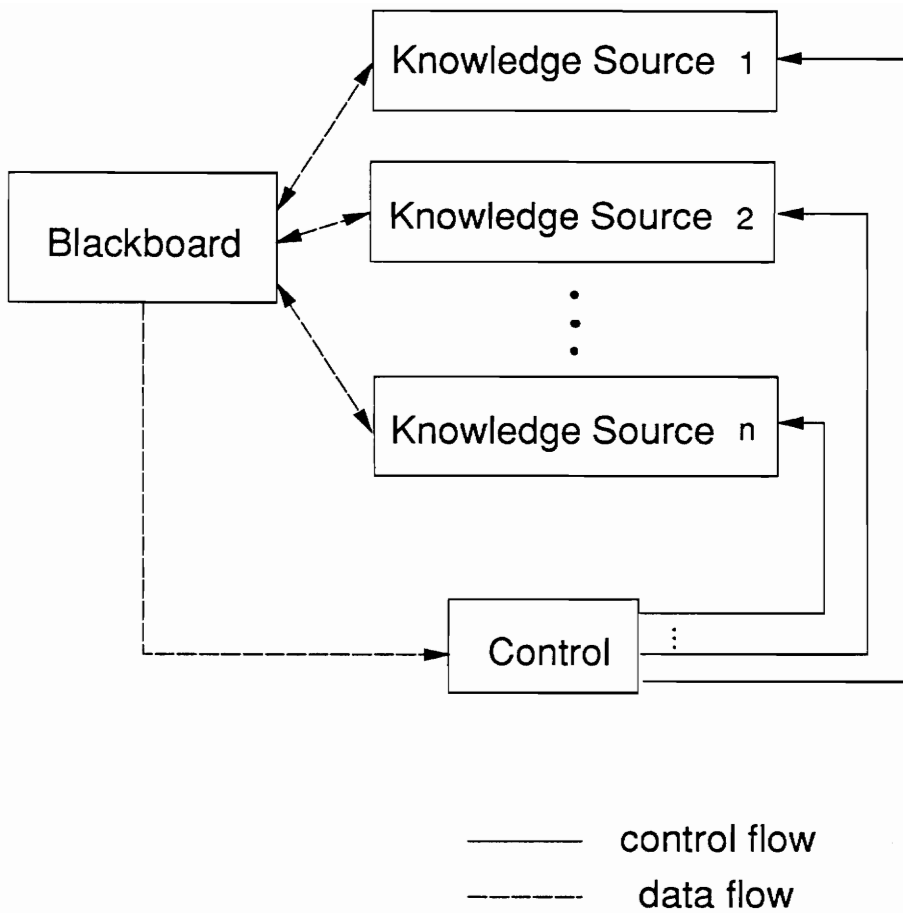 Knowledge Source 1
Knowledge Source 2
Blackboard
Knowledge Source n
Control
control flow
data flow